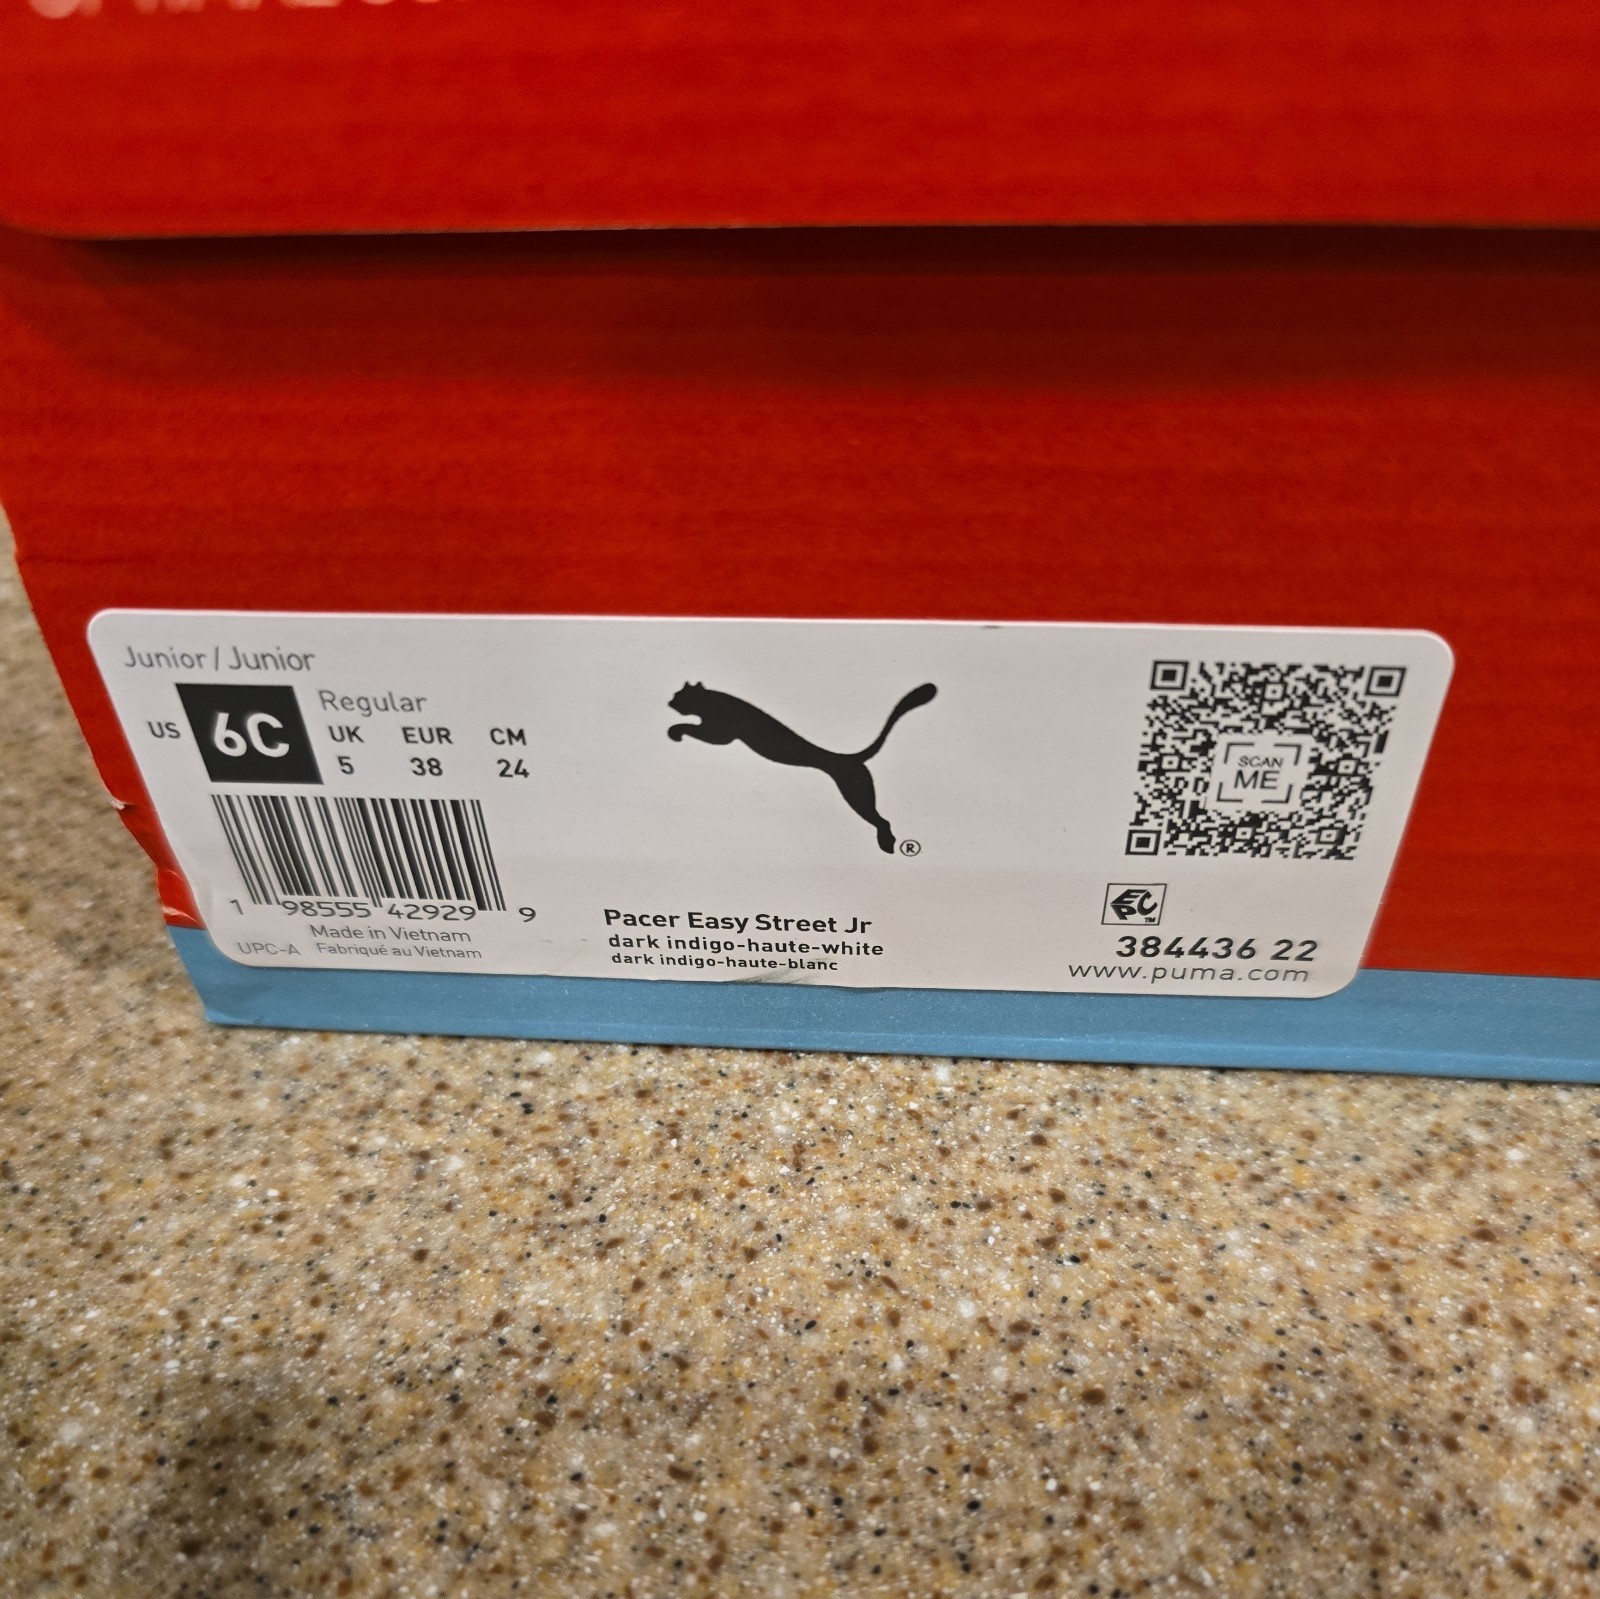 Junior / Junior
US 6C Regular
UK EUR CM
5 38 24
1 98555 42929 9
Made in Vietnam
UPC-A Fabriqué au Vietnam
®
Pacer Easy Street Jr
dark indigo-haute-white
dark indigo-haute-blanc
SCAN
ME
EC
PC™
384436 22
www.puma.com